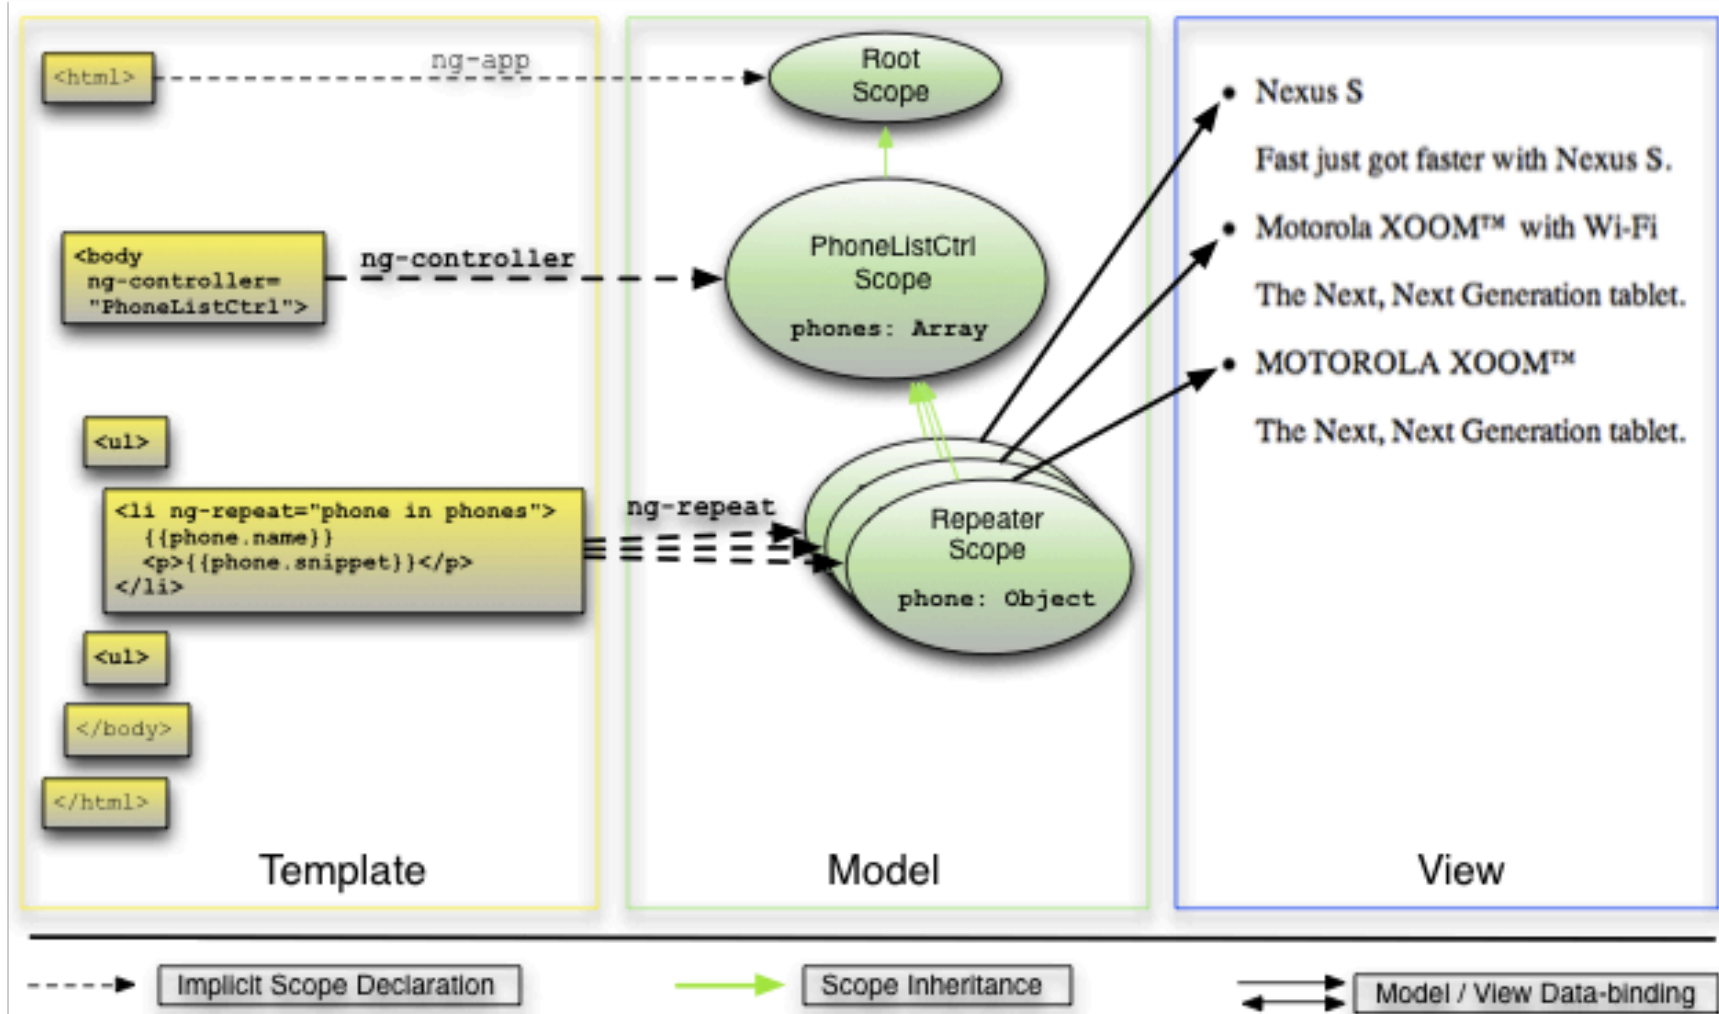 <html>
ng-app
Root
Scope
<body
ng-controller=
"PhoneListCtrl">
ng-controller
PhoneListCtrl
Scope
phones: Array
<ul>
<li ng-repeat="phone in phones">
{{phone.name}}
<p>{{phone.snippet}}</p>
</li>
ng-repeat
Repeater
Scope
phone: Object
<ul>
</body>
</html>
Template
Model
• Nexus S
Fast just got faster with Nexus S.
• Motorola XOOM™ with Wi-Fi
The Next, Next Generation tablet.
• MOTOROLA XOOM™
The Next, Next Generation tablet.
View
Implicit Scope Declaration
Scope Inheritance
Model / View Data-binding